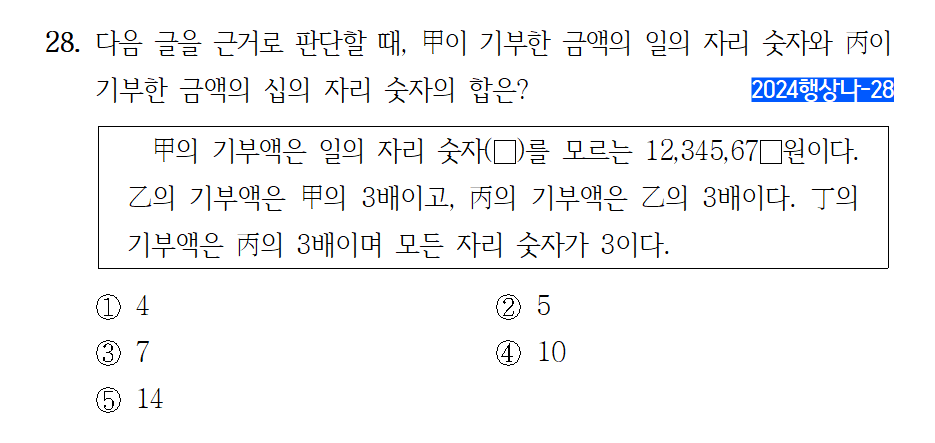 28. 다음 글을 근거로 판단할 때, 甲이 기부한 금액의 일의 자리 숫자와 丙이
기부한 금액의 십의 자리 숫자의 합은?
2024행상나-28
甲의 기부액은 일의 자리 숫자(□)를 모르는 12,345,67□원이다.
乙의 기부액은 甲의 3배이고, 丙의 기부액은 乙의 3배이다. 丁의
기부액은 丙의 3배이며 모든 자리 숫자가 3이다.
① 4
② 5
③ 7
④ 10
⑤ 14